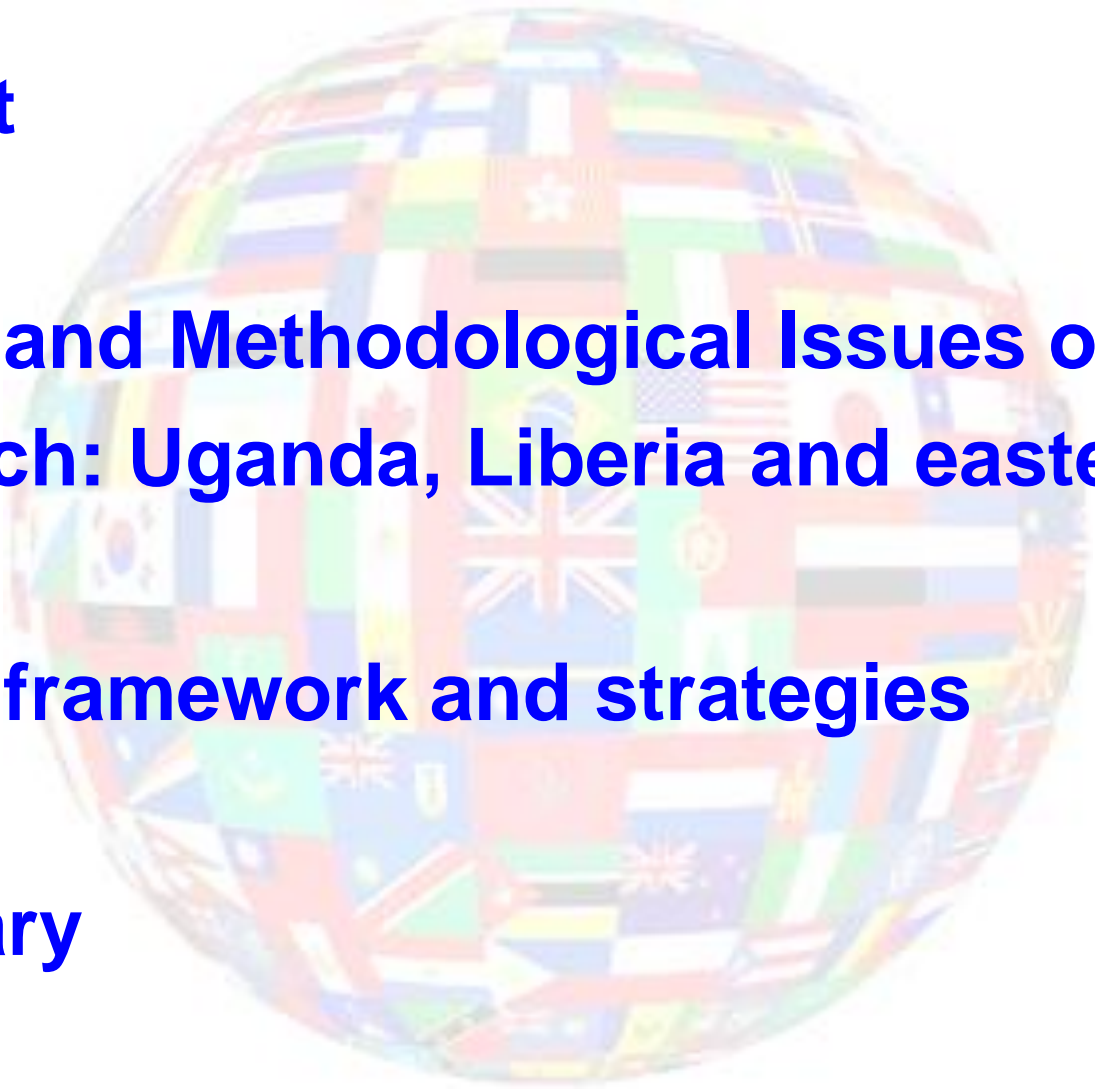 t
and Methodological Issues o
ch: Uganda, Liberia and easte
framework and strategies
ary